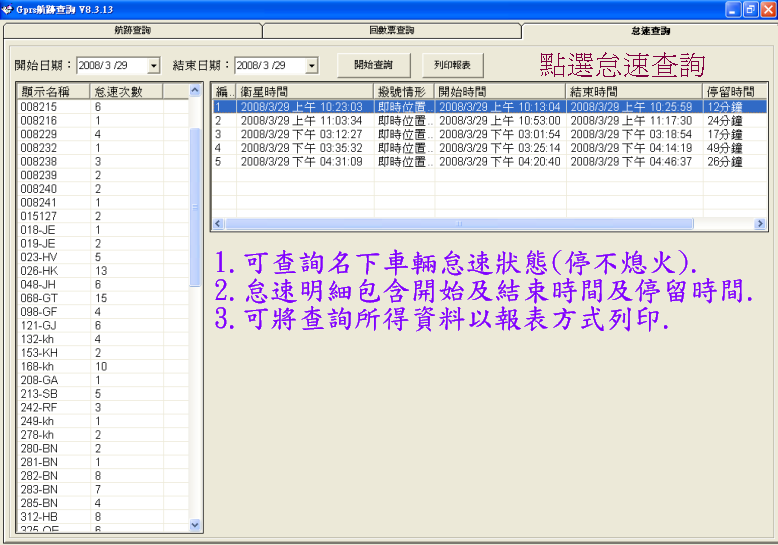 Gprs航跡查詢 V8.3.13
航跡查詢 回數票查詢 怠速查詢
開始日期： 2008/ 3 /29 結束日期： 2008/ 3 /29 開始查詢 列印報表 點選怠速查詢
顯示名稱 怠速次數
008215 6
008216 1
008229 4
008232 1
008238 3
008239 2
008240 2
008241 1
015127 2
018-JE 1
019-JE 2
023-HV 5
026-HK 13
048-JH 6
068-GT 15
098-GF 4
121-GJ 6
132-kh 4
153-KH 2
168-kh 10
208-GA 1
213-SB 5
242-RF 3
249-kh 1
278-kh 2
280-BN 2
281-BN 1
282-BN 8
283-BN 7
285-BN 4
312-HB 8
325-OE 6
編.. 衛星時間 撥號情形 開始時間 結束時間 停留時間
1 2008/3/29 上午 10:23:03 即時位置.. 2008/3/29 上午 10:13:04 2008/3/29 上午 10:25:59 12分鐘
2 2008/3/29 上午 11:03:34 即時位置.. 2008/3/29 上午 10:53:00 2008/3/29 上午 11:17:30 24分鐘
3 2008/3/29 下午 03:12:27 即時位置.. 2008/3/29 下午 03:01:54 2008/3/29 下午 03:18:54 17分鐘
4 2008/3/29 下午 03:35:32 即時位置.. 2008/3/29 下午 03:25:14 2008/3/29 下午 04:14:19 49分鐘
5 2008/3/29 下午 04:31:09 即時位置.. 2008/3/29 下午 04:20:40 2008/3/29 下午 04:46:37 26分鐘
1.可查詢名下車輛怠速狀態(停不熄火).
2.怠速明細包含開始及結束時間及停留時間.
3.可將查詢所得資料以報表方式列印.